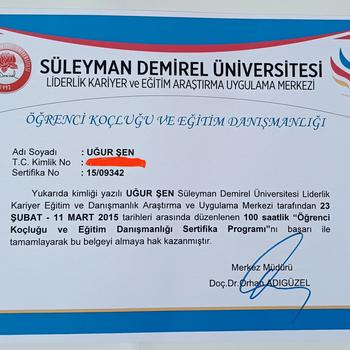 SÜLEYMAN DEMİREL ÜNİVERSİTESİ
LİDERLİK KARİYER ve EĞİTİM ARAŞTIRMA UYGULAMA MERKEZİ
ÖĞRENCİ KOÇLUĞU VE EĞİTİM DANIŞMANLIĞI
Adı Soyadı : UĞUR ŞEN
T.C. Kimlik No :
Sertifika No : 15/09342
Yukarıda kimliği yazılı UĞUR ŞEN Süleyman Demirel Üniversitesi Liderlik
Kariyer Eğitim ve Danışmanlık Araştırma ve Uygulama Merkezi tarafından 23
ŞUBAT - 11 MART 2015 tarihleri arasında düzenlenen 100 saatlik "Öğrenci
Koçluğu ve Eğitim Danışmanlığı Sertifika Programı"nı başarı ile
tamamlayarak bu belgeyi almaya hak kazanmıştır.
Merkez Müdürü
Doç.Dr.Orhan ADIGÜZEL